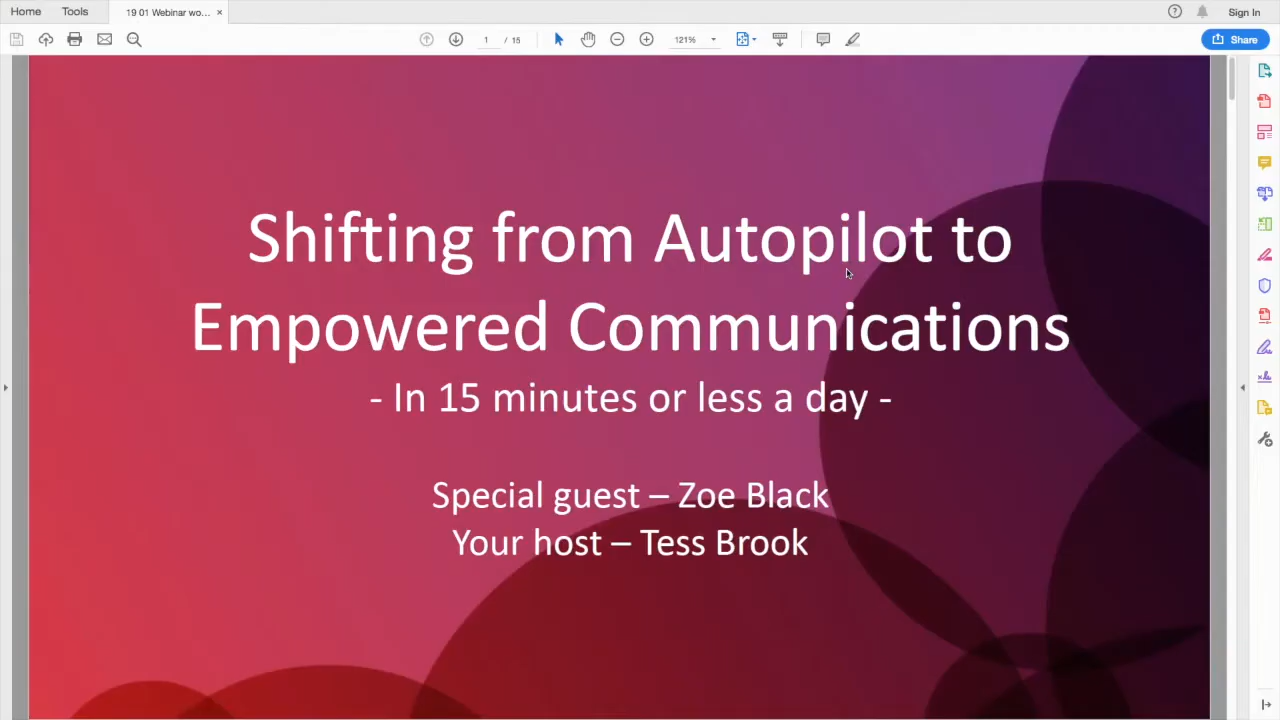 Home Tools 19 01 Webinar wo... × Sign In
1 / 15 121% Share
Shifting from Autopilot to
Empowered Communications
- In 15 minutes or less a day -
Special guest – Zoe Black
Your host – Tess Brook